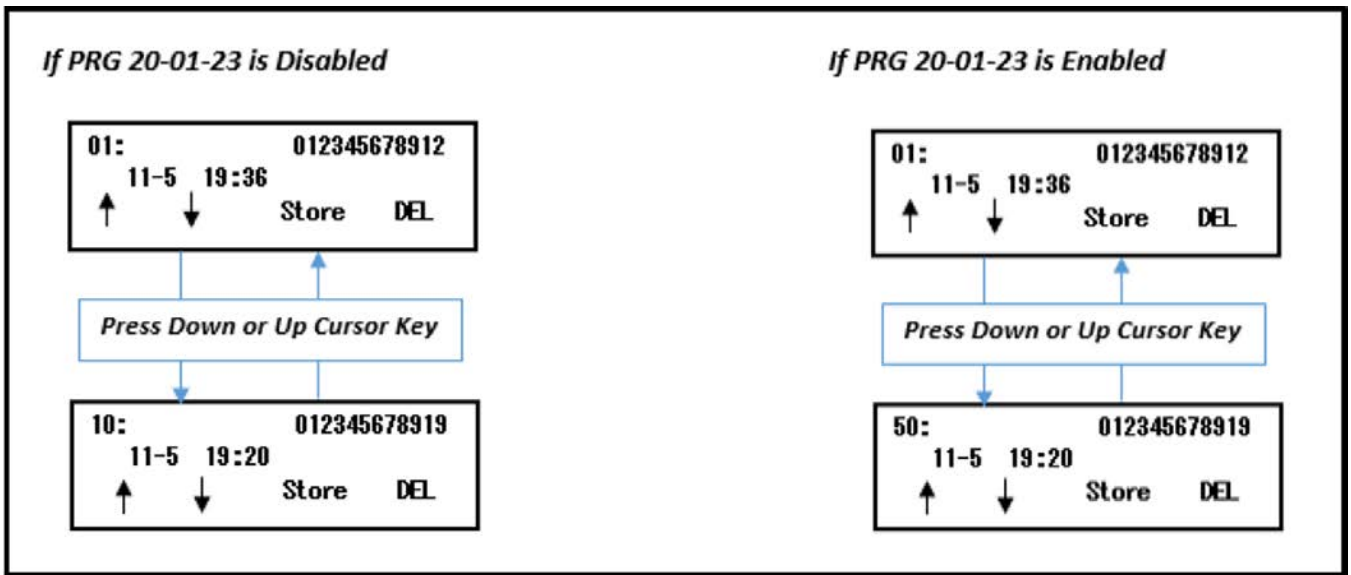 If PRG 20-01-23 is Disabled
01: 012345678912
11-5 19:36
↑ ↓ Store DEL
Press Down or Up Cursor Key
10: 012345678919
11-5 19:20
↑ ↓ Store DEL
If PRG 20-01-23 is Enabled
01: 012345678912
11-5 19:36
↑ ↓ Store DEL
Press Down or Up Cursor Key
50: 012345678919
11-5 19:20
↑ ↓ Store DEL